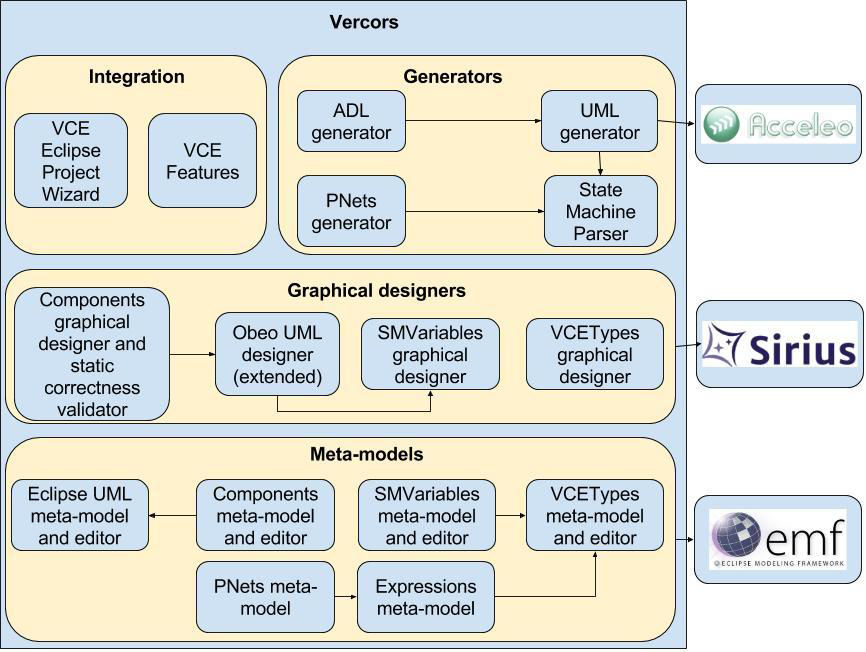 Vercors
Integration
VCE
Eclipse
Project
Wizard
VCE
Features
Generators
ADL
generator
UML
generator
PNets
generator
State
Machine
Parser
Acceleo
Graphical designers
Components
graphical
designer and
static
correctness
validator
Obeo UML
designer
(extended)
SMVariables
graphical
designer
VCETypes
graphical
designer
Sirius
Meta-models
Eclipse UML
meta-model
and editor
Components
meta-model
and editor
SMVariables
meta-model
and editor
VCETypes
meta-model
and editor
PNets meta-
model
Expressions
meta-model
emf
ECLIPSE MODELING FRAMEWORK